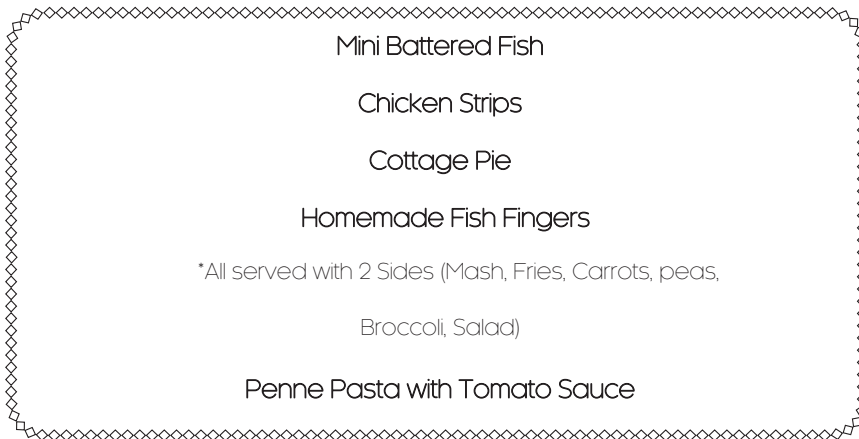 Mini Battered Fish
Chicken Strips
Cottage Pie
Homemade Fish Fingers
*All served with 2 Sides (Mash, Fries, Carrots, peas,
Broccoli, Salad)
Penne Pasta with Tomato Sauce